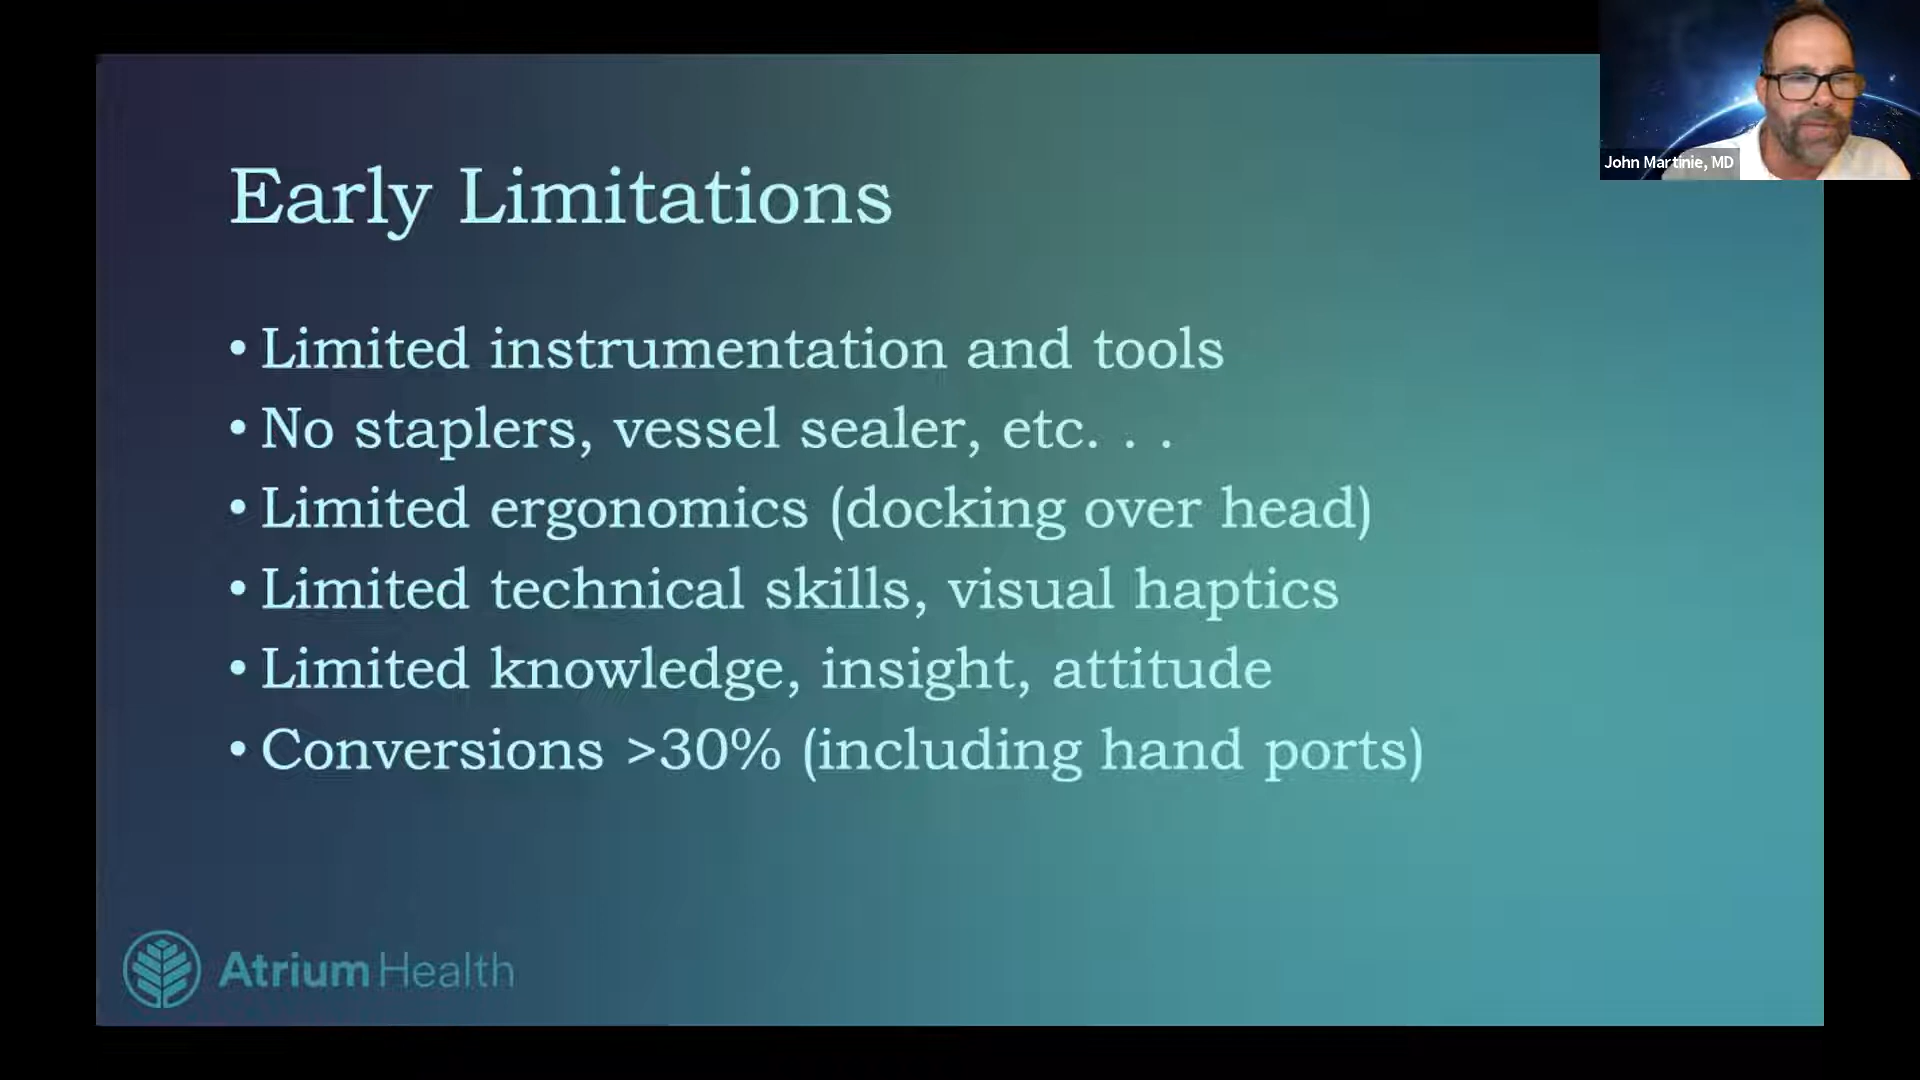 John Martinie, MD
Early Limitations
• Limited instrumentation and tools
• No staplers, vessel sealer, etc. . .
• Limited ergonomics (docking over head)
• Limited technical skills, visual haptics
• Limited knowledge, insight, attitude
• Conversions >30% (including hand ports)
Atrium Health